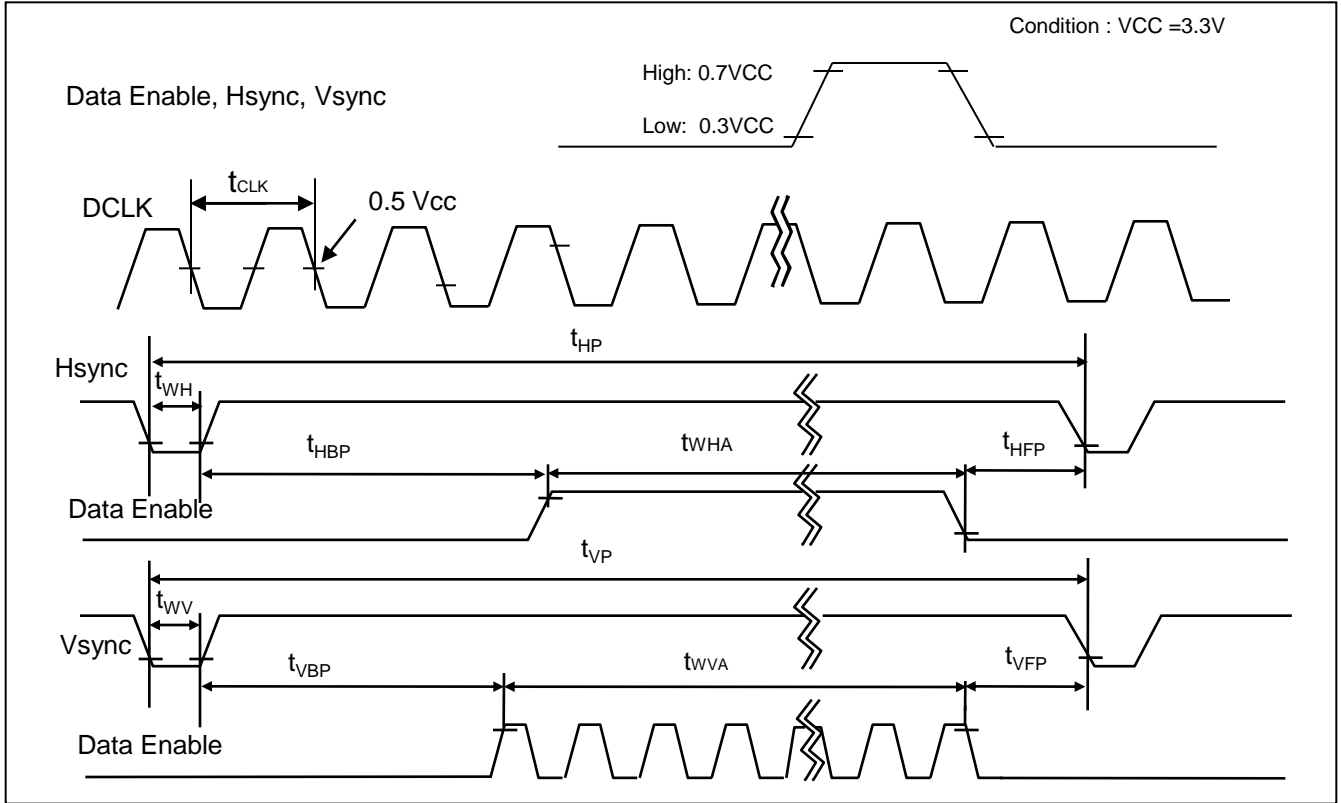 Condition : VCC =3.3V
High: 0.7VCC
Data Enable, Hsync, Vsync
Low: 0.3VCC
tCLK
0.5 Vcc
DCLK
tHP
Hsync
tWH
tHBP
tWHA
tHFP
Data Enable
tVP
tWV
Vsync
tVBP
tWVA
tVFP
Data Enable